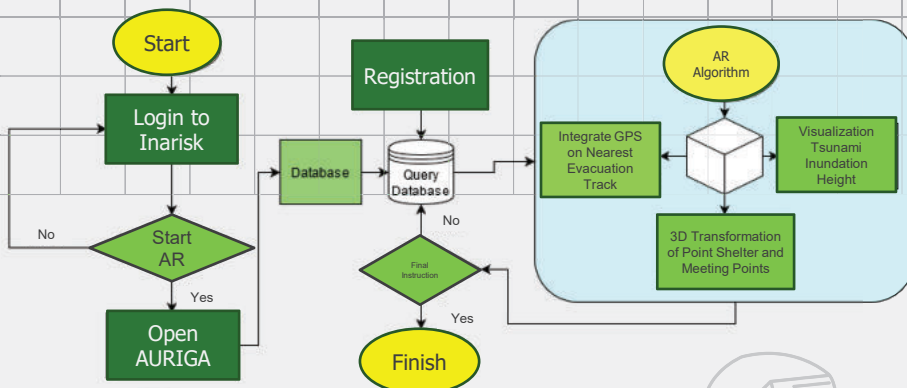 Start
Login to
Inarisk
No
Start
AR
Yes
Open
AURIGA
Database
Registration
Query
Database
No
Final
Instruction
Yes
Finish
AR
Algorithm
Integrate GPS
on Nearest
Evacuation
Track
Visualization
Tsunami
Inundation
Height
3D Transformation
of Point Shelter and
Meeting Points